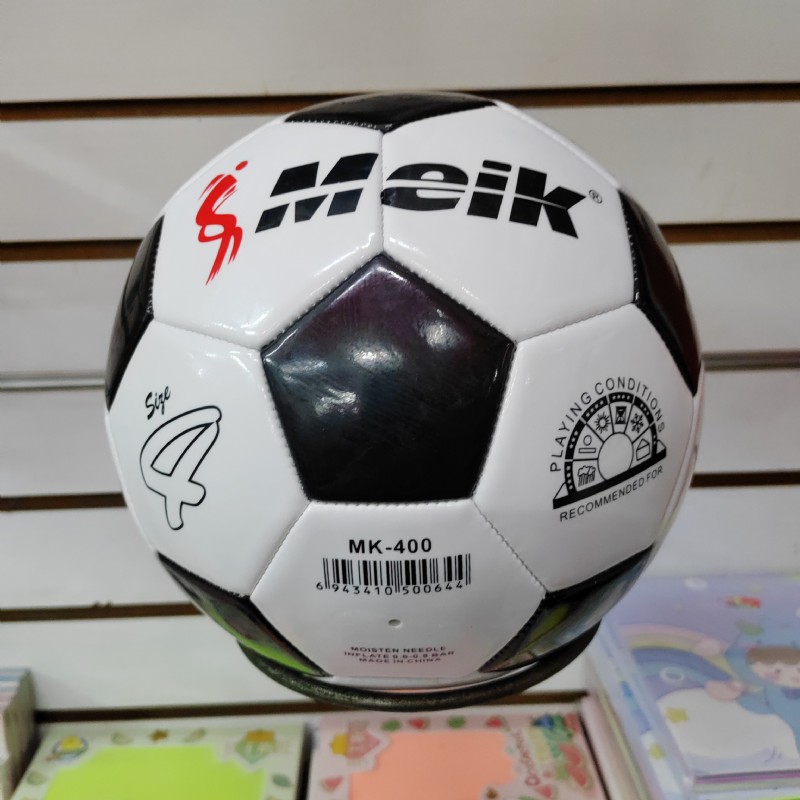 Meik®
Size
4
PLAYING CONDITIONS
RECOMMENDED FOR
MK-400
6 943410 500644
MOISTEN NEEDLE
INFLATE 0.6-0.8 BAR
MADE IN CHINA